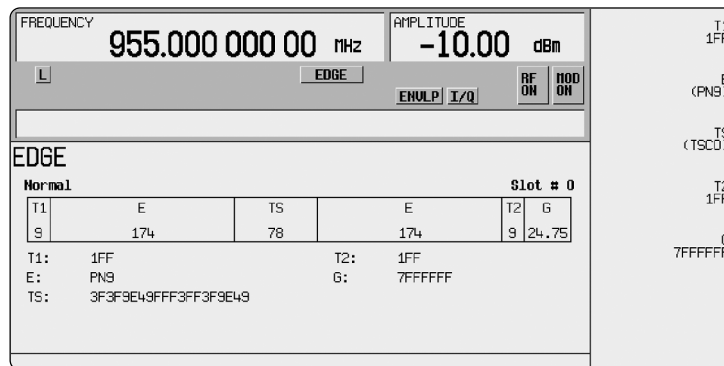 FREQUENCY
955.000 000 00 MHz
AMPLITUDE
-10.00 dBm
L
EDGE
ENVLP I/Q
RF ON
MOD ON
EDGE
Normal
Slot # 0
T1 E TS E T2 G
9 174 78 174 9 24.75
T1: 1FF
T2: 1FF
E: PN9
G: 7FFFFFF
TS: 3F3F9E49FFF3FF3F9E49
(PN9
(TSC0